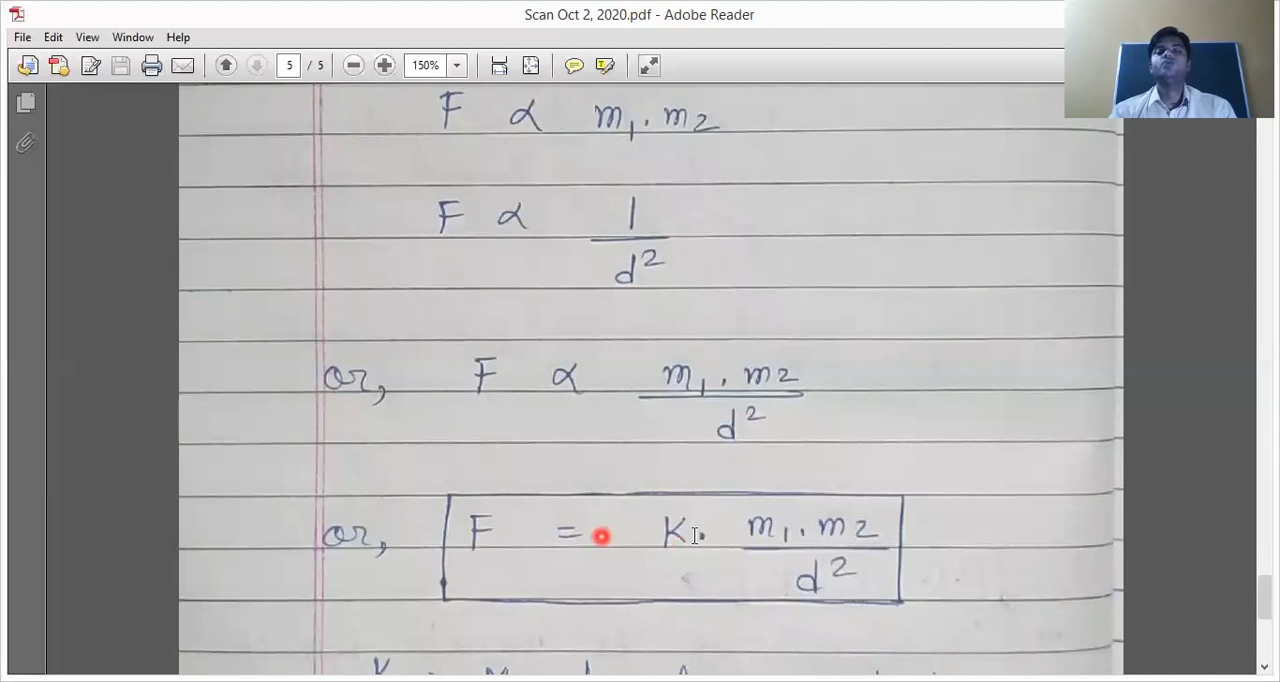 Scan Oct 2, 2020.pdf - Adobe Reader
File Edit View Window Help
5 / 5 150%
F ∝ m₁. m₂
F ∝ 1/d²
or, F ∝ m₁. m₂/d²
or, F = K. m₁. m₂/d²